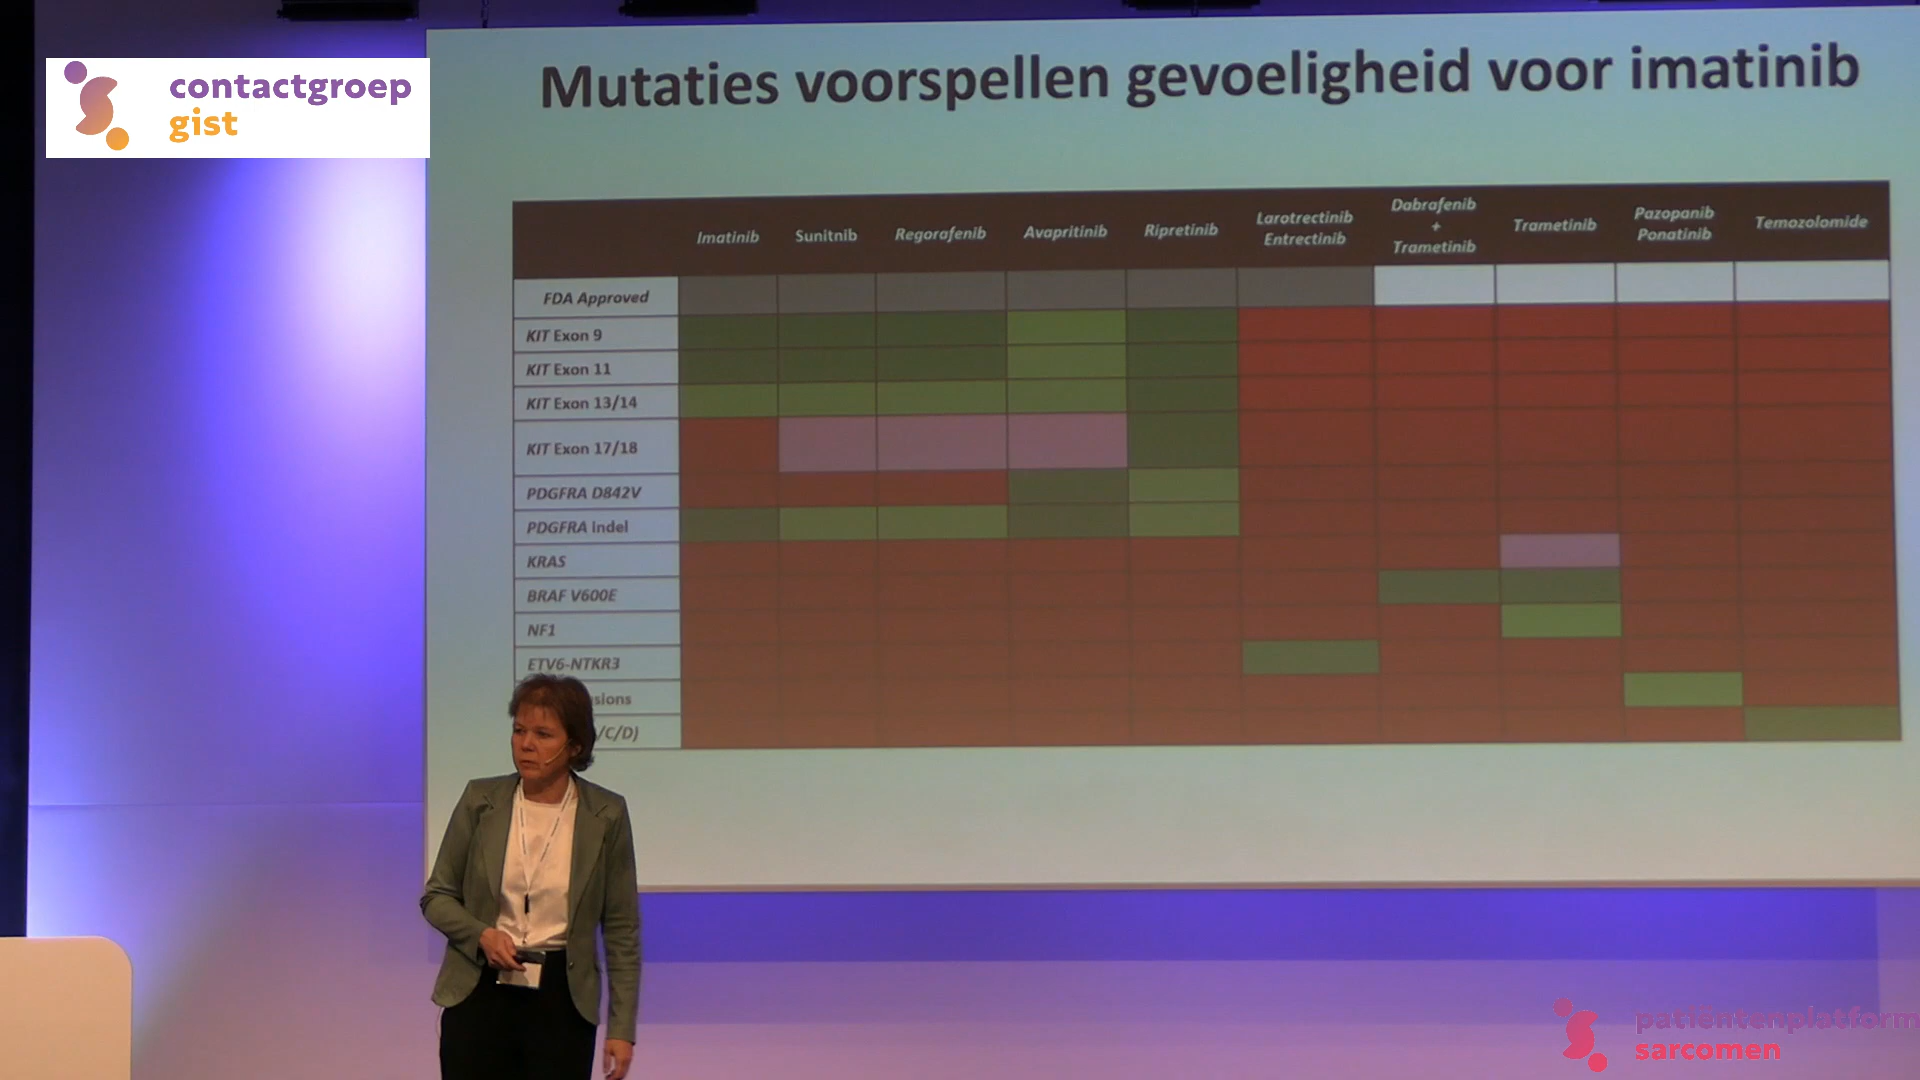 contactgroep
gist
Mutaties voorspellen gevoeligheid voor imatinib
Imatinib Sunitnib Regorafenib Avapritinib Ripretinib Larotrectinib Entrectinib Dabrafenib + Trametinib Trametinib Pazopanib Ponatinib Temozolomide
FDA Approved
KIT Exon 9
KIT Exon 11
KIT Exon 13/14
KIT Exon 17/18
PDGFRA D842V
PDGFRA indel
KRAS
BRAF V600E
NF1
ETV6-NTKR3
sions
/C/D)
patiëntenplatform
sarcomen